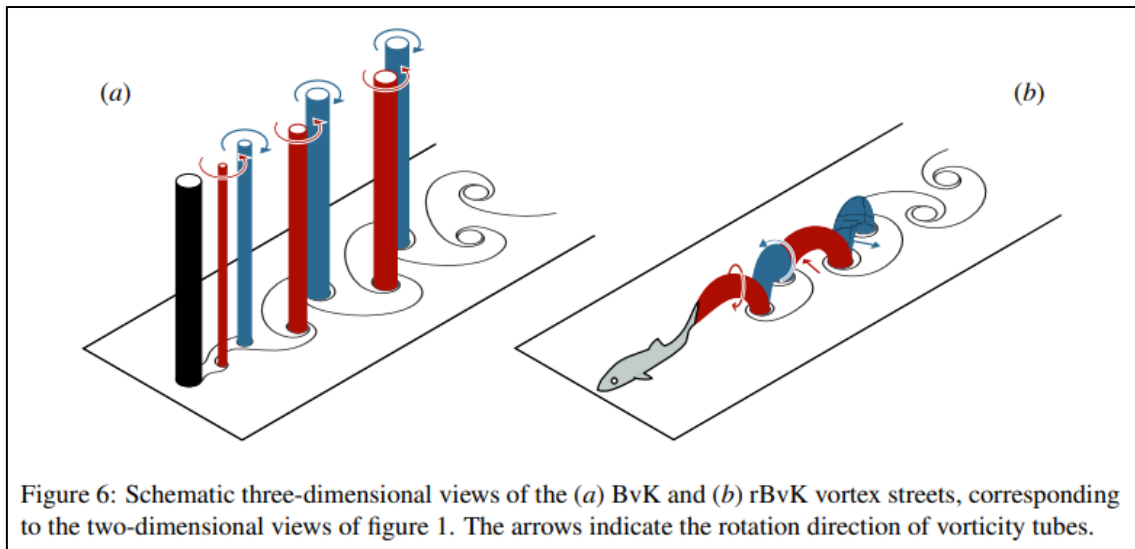 (a)
(b)
Figure 6: Schematic three-dimensional views of the (a) BvK and (b) rBvK vortex streets, corresponding
to the two-dimensional views of figure 1. The arrows indicate the rotation direction of vorticity tubes.